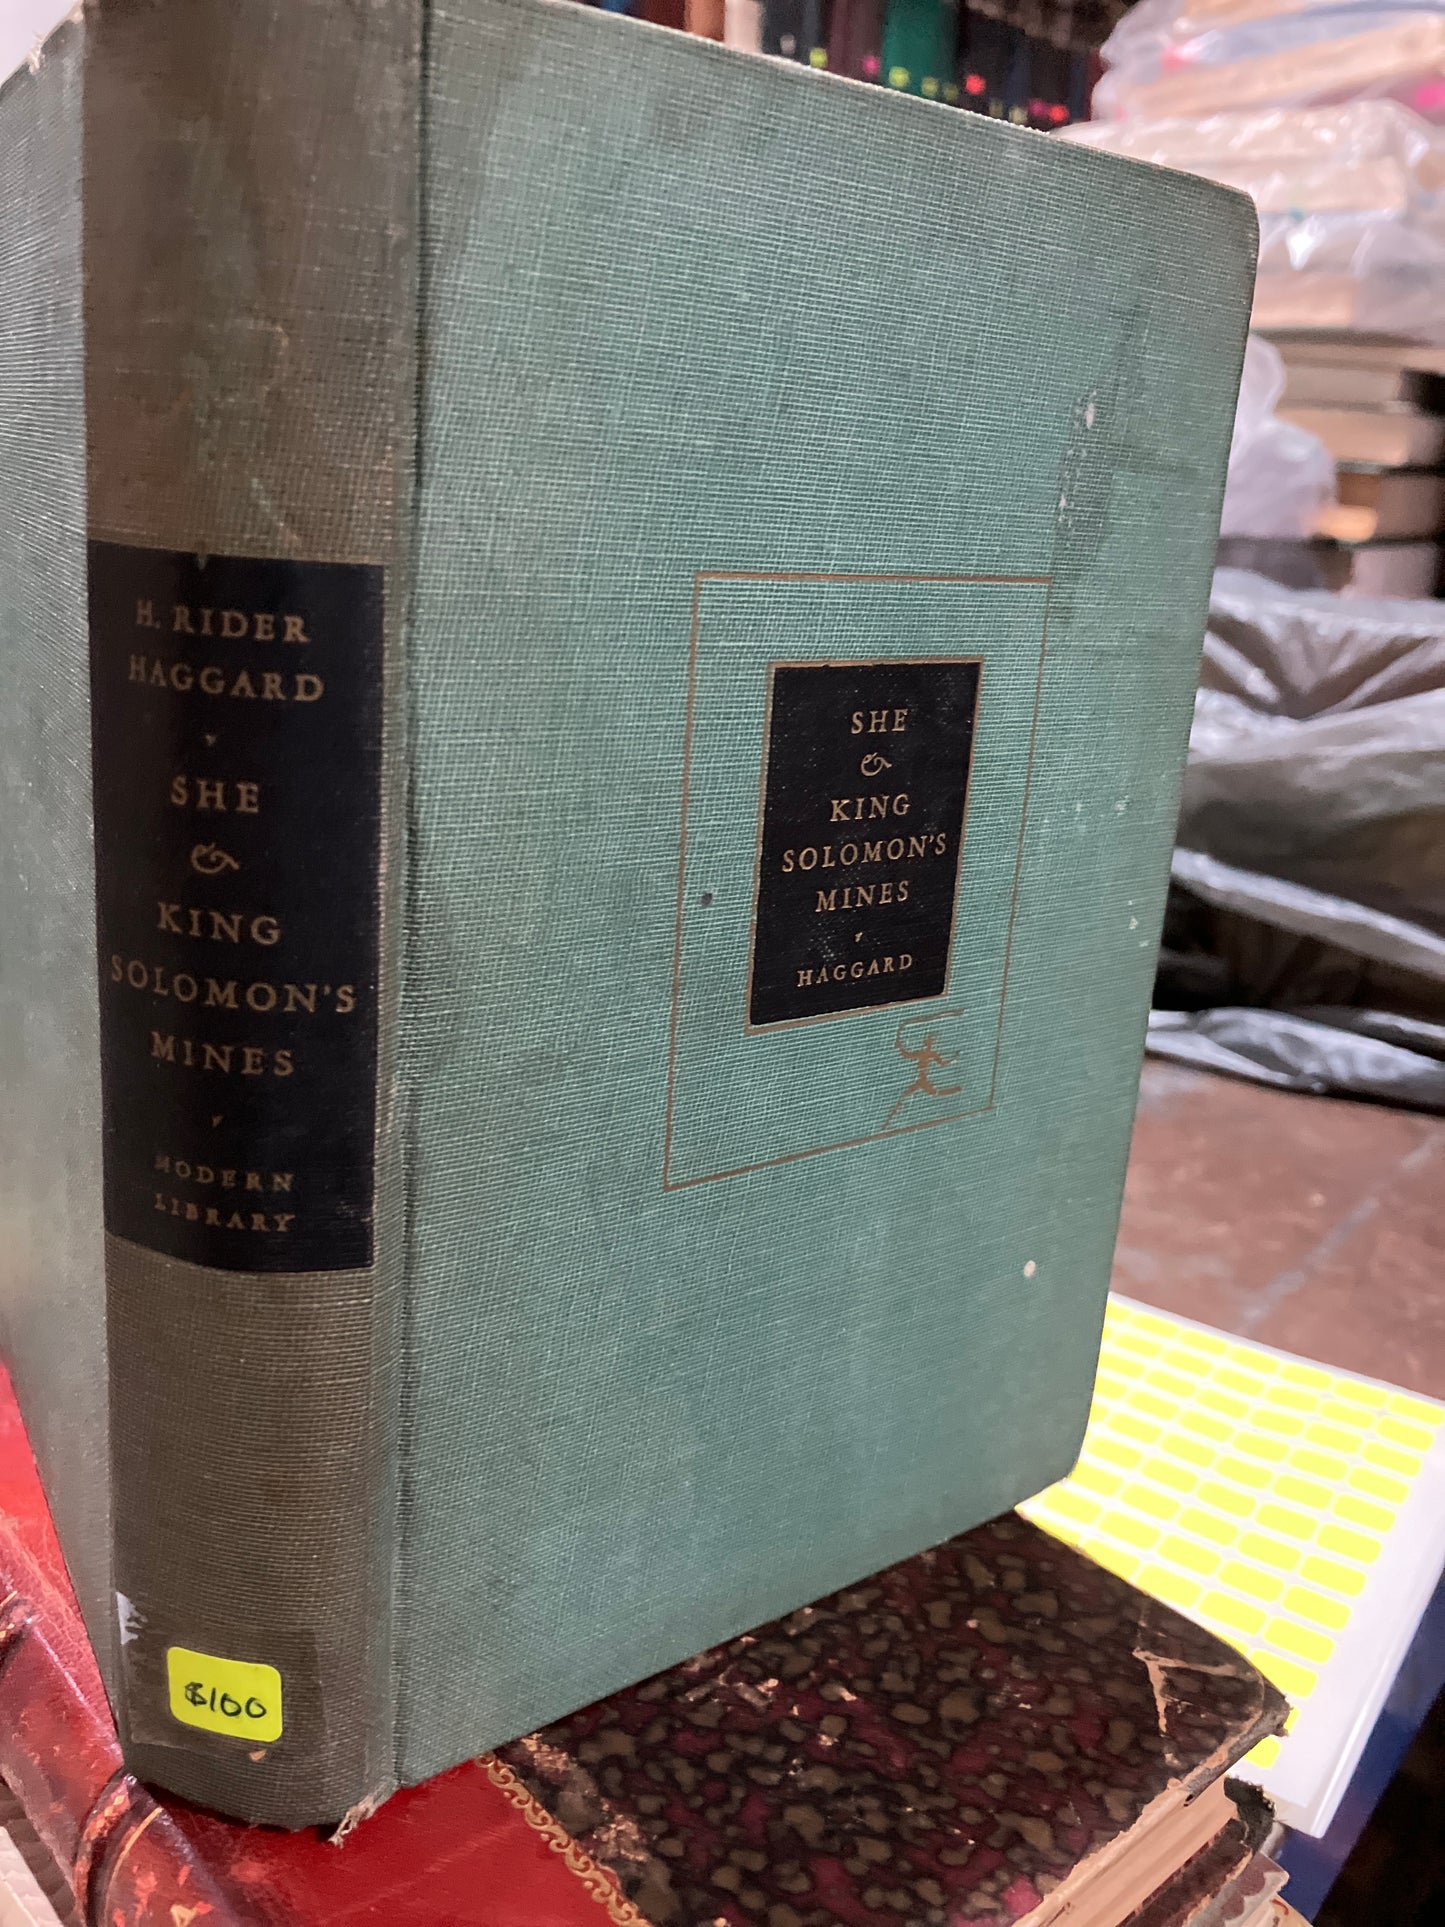 H. RIDER
HAGGARD
SHE
&
KING
SOLOMON'S
MINES
MODERN
LIBRARY
$100
SHE
&
KING
SOLOMON'S
MINES
HAGGARD